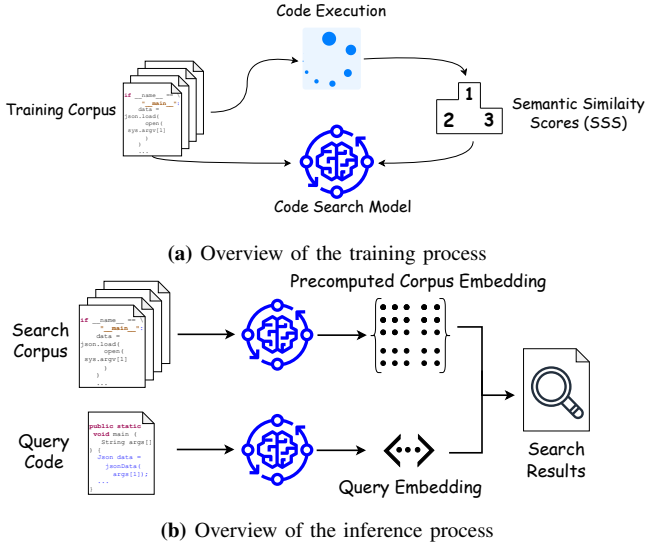 Code Execution
Training Corpus
if __name__ ==
"__main__":
data =
json.load(
open(
sys.argv[1]
)
)
...
1
2 3
Semantic Similaity
Scores (SSS)
Code Search Model
(a) Overview of the training process
Precomputed Corpus Embedding
Search
Corpus
if __name__ ==
"__main__":
data =
json.load(
open(
sys.argv[1]
)
)
...
Query
Code
public static
void main (
String args[]
) {
Json data =
jsonData(
args[1]);
...
}
Query Embedding
Search
Results
(b) Overview of the inference process